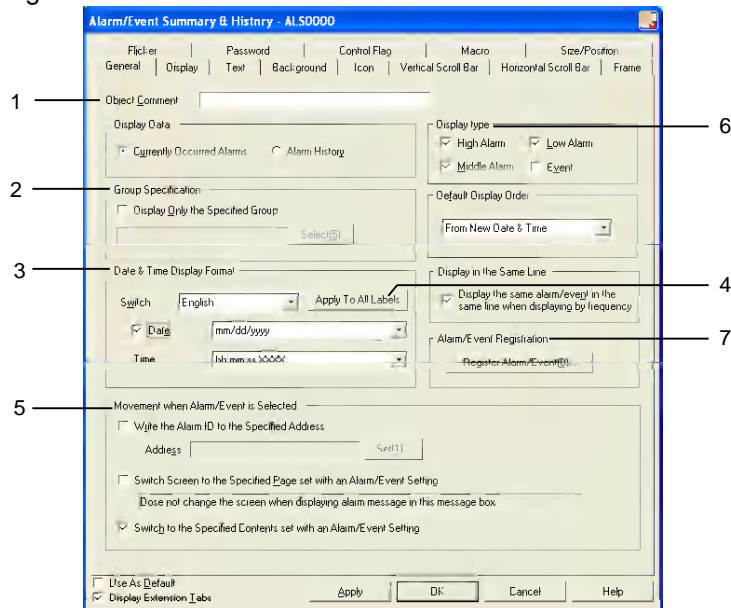 Alarm/Event Summary & Histnry - ALS0000
Flicker Password Control Flag Macro Size/Position
General Display Text Background Icon Vertical Scroll Bar Horizontal Scroll Bar Frame
1
Object Comment
Display Data
Currently Occurred Alarms Alarm History
Display type
6
High Alarm Low Alarm
Middle Alarm Event
2
Group Specification
Display Only the Specified Group
Select(5)
Default Display Order
From New Date & Time
3
Date & Time Display Format
Switch English Apply To All Labels
4
Date mm/dd/yyyy
Time hh:mm:ss XXXX
Display in the Same Line
Display the same alarm/event in the
same line when displaying by frequency
Alarm/Event Registration
7
Register Alarm/Event(0)...
5
Movement when Alarm/Event is Selected
Write the Alarm ID to the Specified Address
Address Set(1)
Switch Screen to the Specified Page set with an Alarm/Event Setting
Dose not change the screen when displaying alarm message in this message box
Switch to the Specified Contents set with an Alarm/Event Setting
Use As Default
Display Extension Tabs
Apply OK Cancel Help